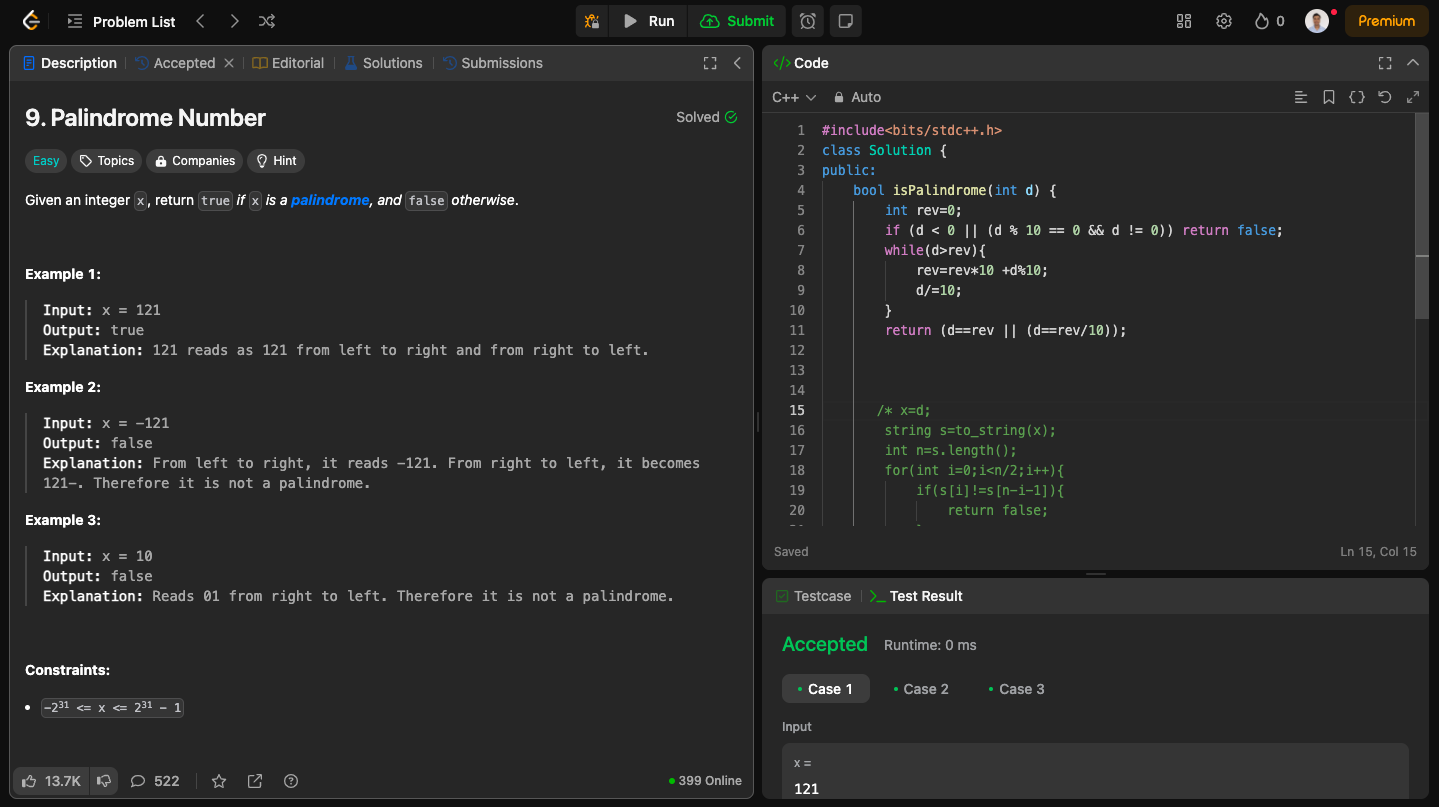 Problem List
Run
Submit
0
Premium
Description
Accepted
Editorial
Solutions
Submissions
9. Palindrome Number
Solved
Easy
Topics
Companies
Hint
Given an integer x, return true if x is a palindrome, and false otherwise.
Example 1:
Input: x = 121
Output: true
Explanation: 121 reads as 121 from left to right and from right to left.
Example 2:
Input: x = -121
Output: false
Explanation: From left to right, it reads -121. From right to left, it becomes
121-. Therefore it is not a palindrome.
Example 3:
Input: x = 10
Output: false
Explanation: Reads 01 from right to left. Therefore it is not a palindrome.
Constraints:
• -2³¹ <= x <= 2³¹ - 1
13.7K
522
399 Online
</> Code
C++
Auto
1 #include<bits/stdc++.h>
2 class Solution {
3 public:
4     bool isPalindrome(int d) {
5         int rev=0;
6         if (d < 0 || (d % 10 == 0 && d != 0)) return false;
7         while(d>rev){
8             rev=rev*10 +d%10;
9             d/=10;
10         }
11         return (d==rev || (d==rev/10));
12
13
14
15        /* x=d;
16         string s=to_string(x);
17         int n=s.length();
18         for(int i=0;i<n/2;i++){
19             if(s[i]!=s[n-i-1]){
20                 return false;
Saved
Ln 15, Col 15
Testcase
>_ Test Result
Accepted
Runtime: 0 ms
• Case 1
• Case 2
• Case 3
Input
x =
121